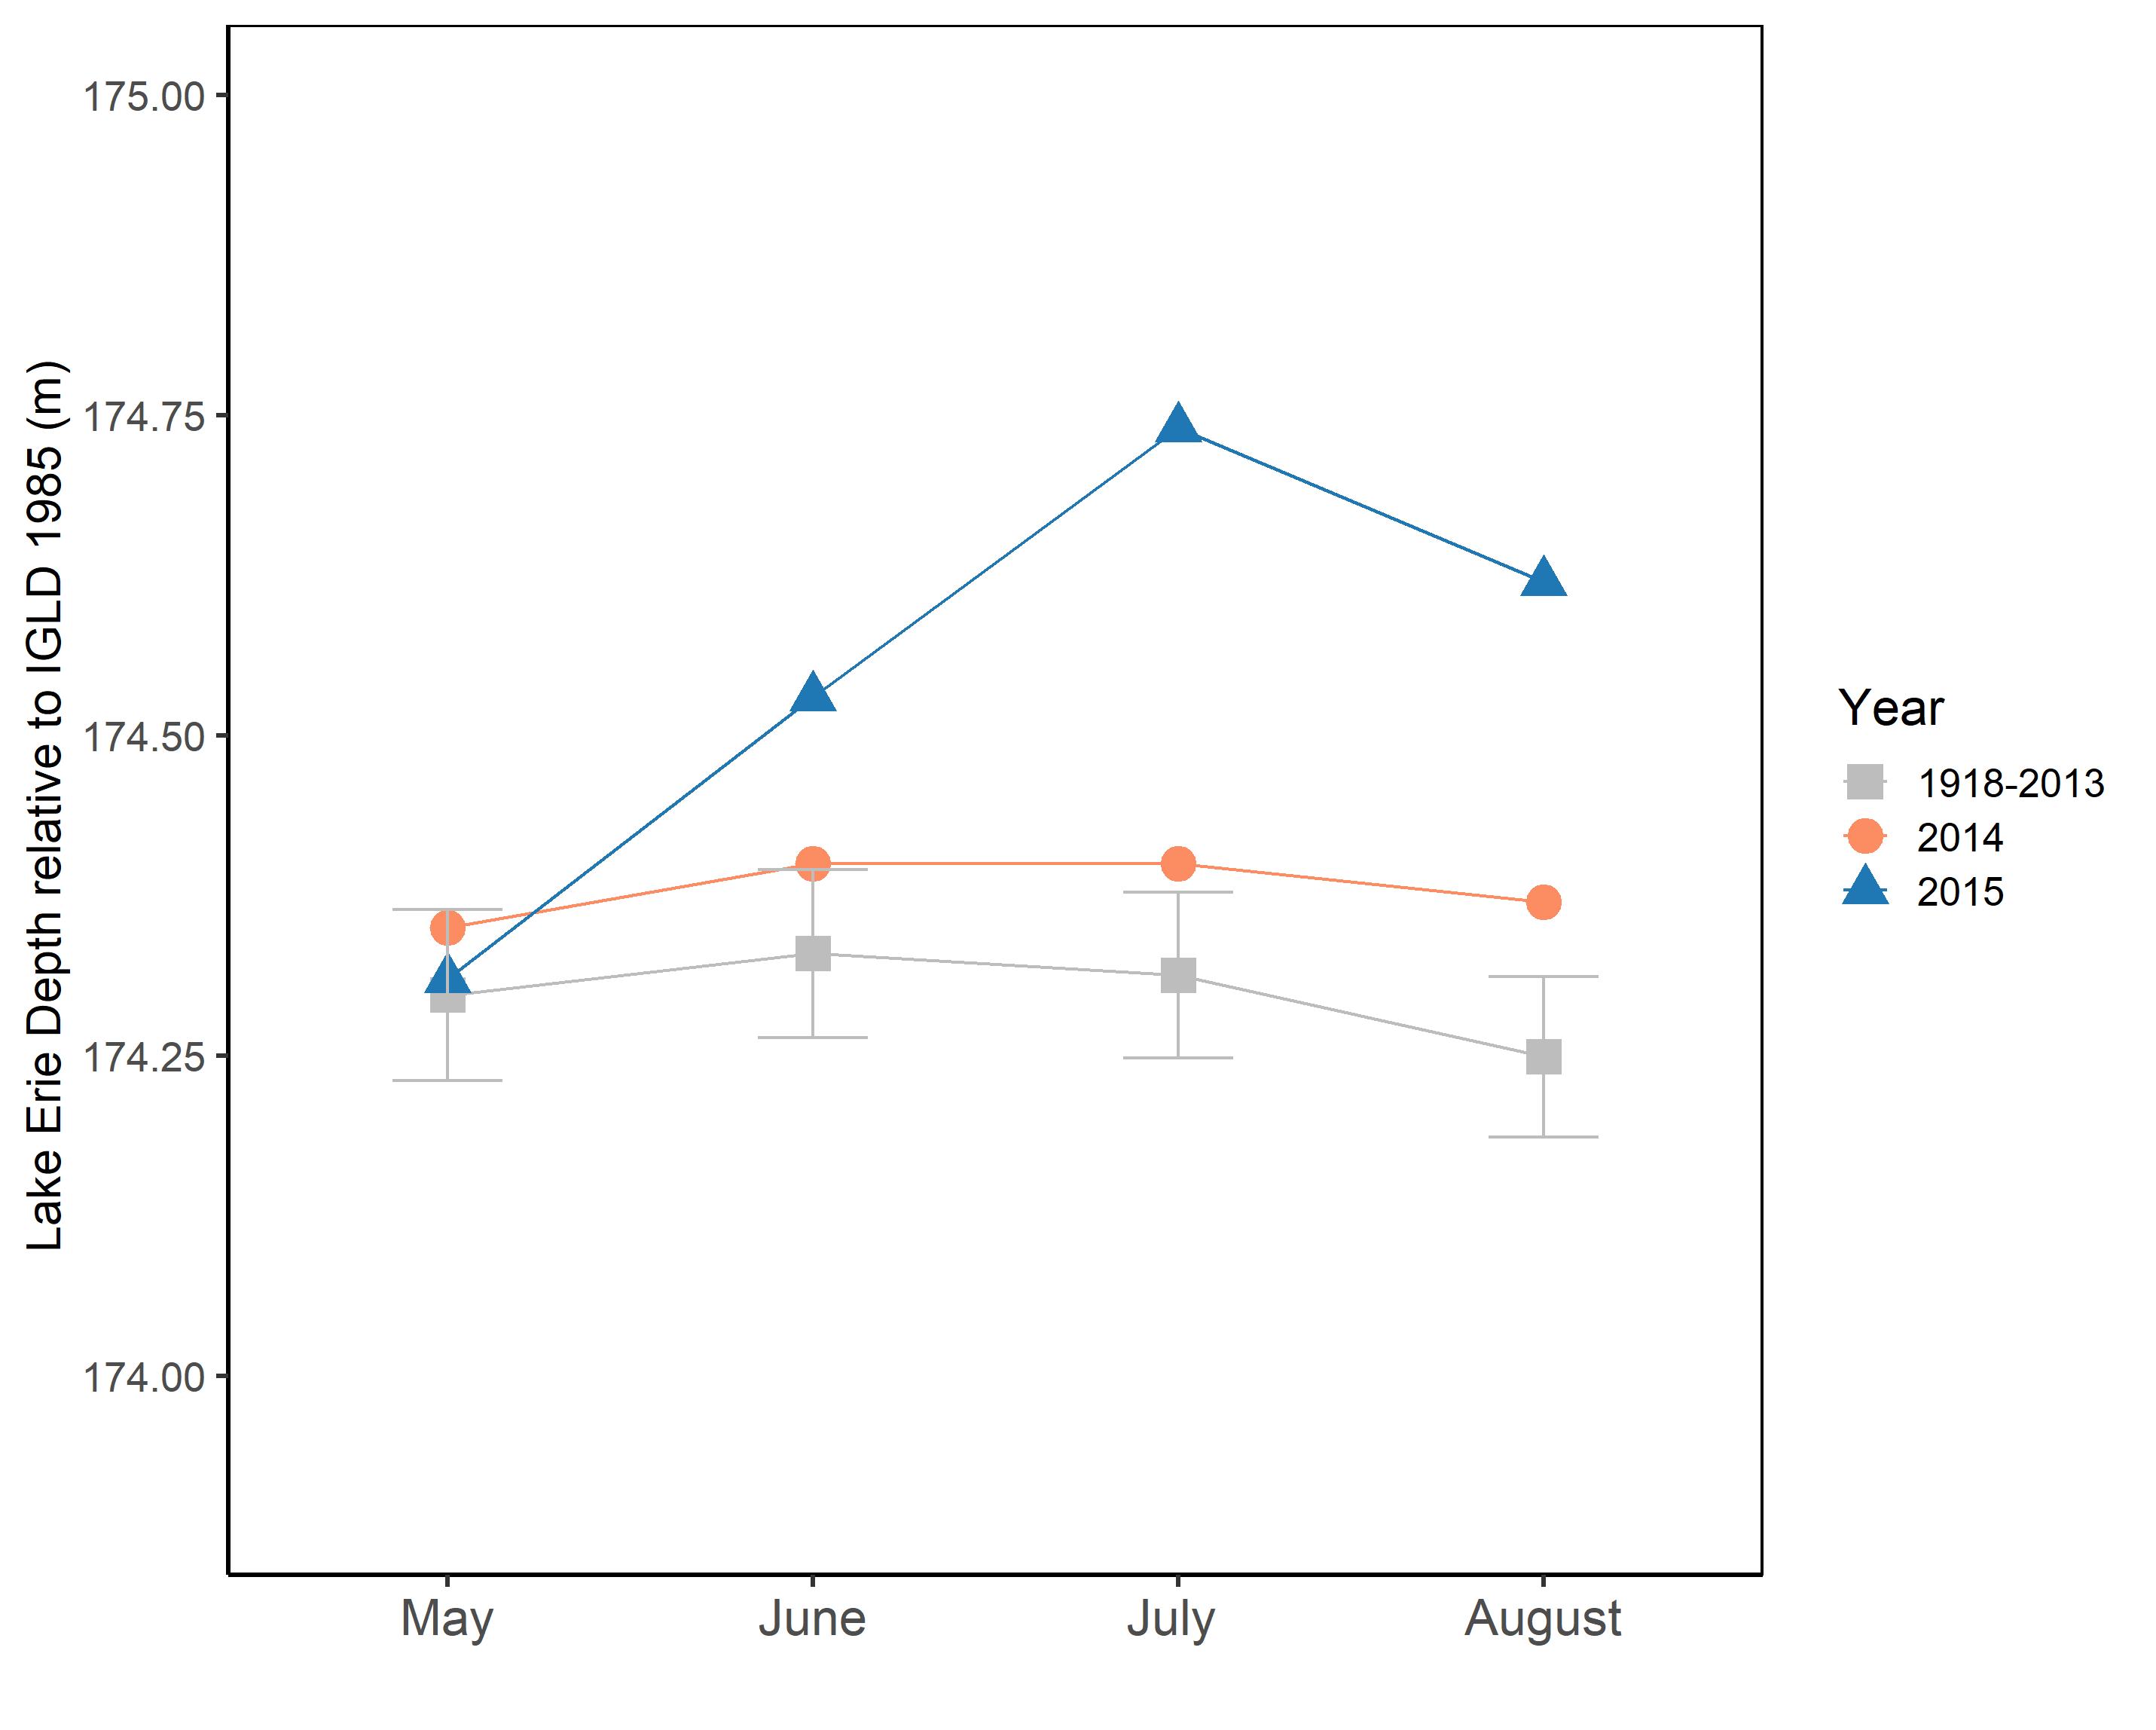 Lake Erie Depth relative to IGLD 1985 (m)
175.00
174.75
174.50
174.25
174.00
May
June
July
August
Year
1918-2013
2014
2015